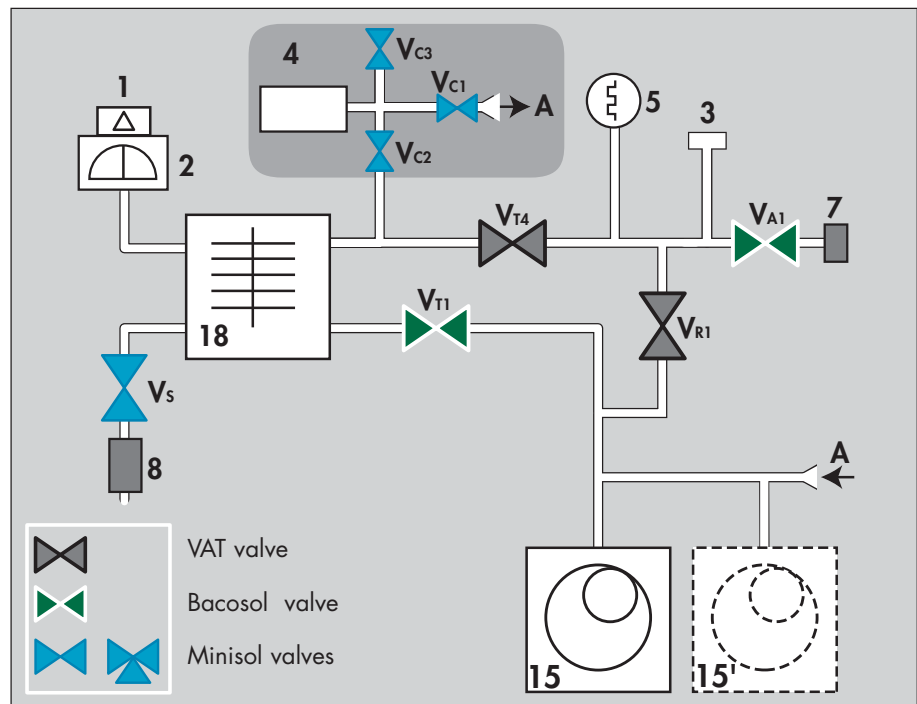 4
VC3
VC1
A
1
2
VC2
5
3
VT4
VA1
7
18
VT1
VR1
VS
8
A
VAT valve
Bacosol valve
Minisol valves
15
15'